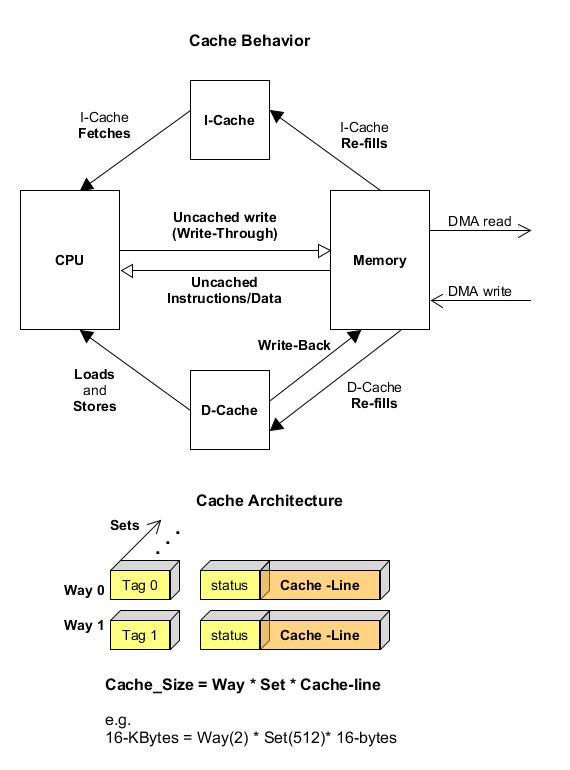 Cache Behavior
I-Cache
I-Cache
Fetches
I-Cache
Re-fills
Uncached write
(Write-Through)
DMA read
CPU
Memory
Uncached
Instructions/Data
DMA write
Write-Back
Loads
and
Stores
D-Cache
D-Cache
Re-fills
Cache Architecture
Sets
Way 0
Tag 0
status
Cache -Line
Way 1
Tag 1
status
Cache -Line
Cache_Size = Way * Set * Cache-line
e.g.
16-KBytes = Way(2) * Set(512)* 16-bytes